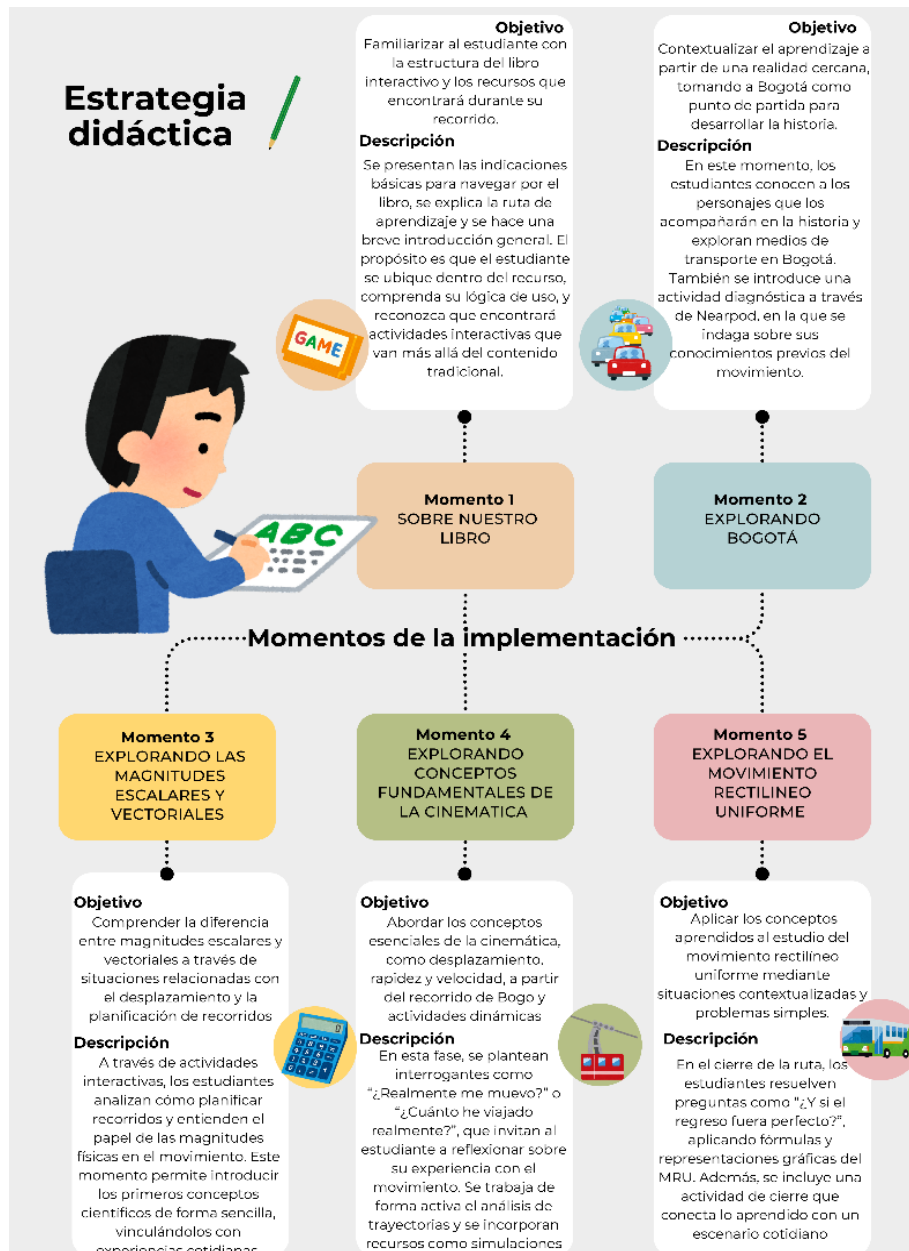 Estrategia
didáctica
Objetivo
Familiarizar al estudiante con
la estructura del libro
interactivo y los recursos que
encontrará durante su
recorrido.
Descripción
Se presentan las indicaciones
básicas para navegar por el
libro, se explica la ruta de
aprendizaje y se hace una
breve introducción general. El
propósito es que el estudiante
se ubique dentro del recurso,
comprenda su lógica de uso, y
reconozca que encontrará
actividades interactivas que
van más allá del contenido
tradicional.
GAME
Objetivo
Contextualizar el aprendizaje a
partir de una realidad cercana,
tomando a Bogotá como
punto de partida para
desarrollar la historia.
Descripción
En este momento, los
estudiantes conocen a los
personajes que los
acompañarán en la historia y
exploran medios de
transporte en Bogotá.
También se introduce una
actividad diagnóstica a través
de Nearpod, en la que se
indaga sobre sus
conocimientos previos del
movimiento.
ABC
Momento 1
SOBRE NUESTRO
LIBRO
Momento 2
EXPLORANDO
BOGOTÁ
Momentos de la implementación
Momento 3
EXPLORANDO LAS
MAGNITUDES
ESCALARES Y
VECTORIALES
Momento 4
EXPLORANDO
CONCEPTOS
FUNDAMENTALES DE
LA CINEMATICA
Momento 5
EXPLORANDO EL
MOVIMIENTO
RECTILINEO
UNIFORME
Objetivo
Comprender la diferencia
entre magnitudes escalares y
vectoriales a través de
situaciones relacionadas con
el desplazamiento y la
planificación de recorridos
Descripción
A través de actividades
interactivas, los estudiantes
analizan cómo planificar
recorridos y entienden el
papel de las magnitudes
físicas en el movimiento. Este
momento permite introducir
los primeros conceptos
científicos de forma sencilla,
vinculándolos con
experiencias cotidianas
Objetivo
Abordar los conceptos
esenciales de la cinemática,
como desplazamiento,
rapidez y velocidad, a partir
del recorrido de Bogo y
actividades dinámicas
Descripción
En esta fase, se plantean
interrogantes como
“¿Realmente me muevo?” o
“¿Cuánto he viajado
realmente?”, que invitan al
estudiante a reflexionar sobre
su experiencia con el
movimiento. Se trabaja de
forma activa el análisis de
trayectorias y se incorporan
recursos como simulaciones
Objetivo
Aplicar los conceptos
aprendidos al estudio del
movimiento rectilíneo
uniforme mediante
situaciones contextualizadas y
problemas simples.
Descripción
En el cierre de la ruta, los
estudiantes resuelven
preguntas como "¿Y si el
regreso fuera perfecto?",
aplicando fórmulas y
representaciones gráficas del
MRU. Además, se incluye una
actividad de cierre que
conecta lo aprendido con un
escenario cotidiano